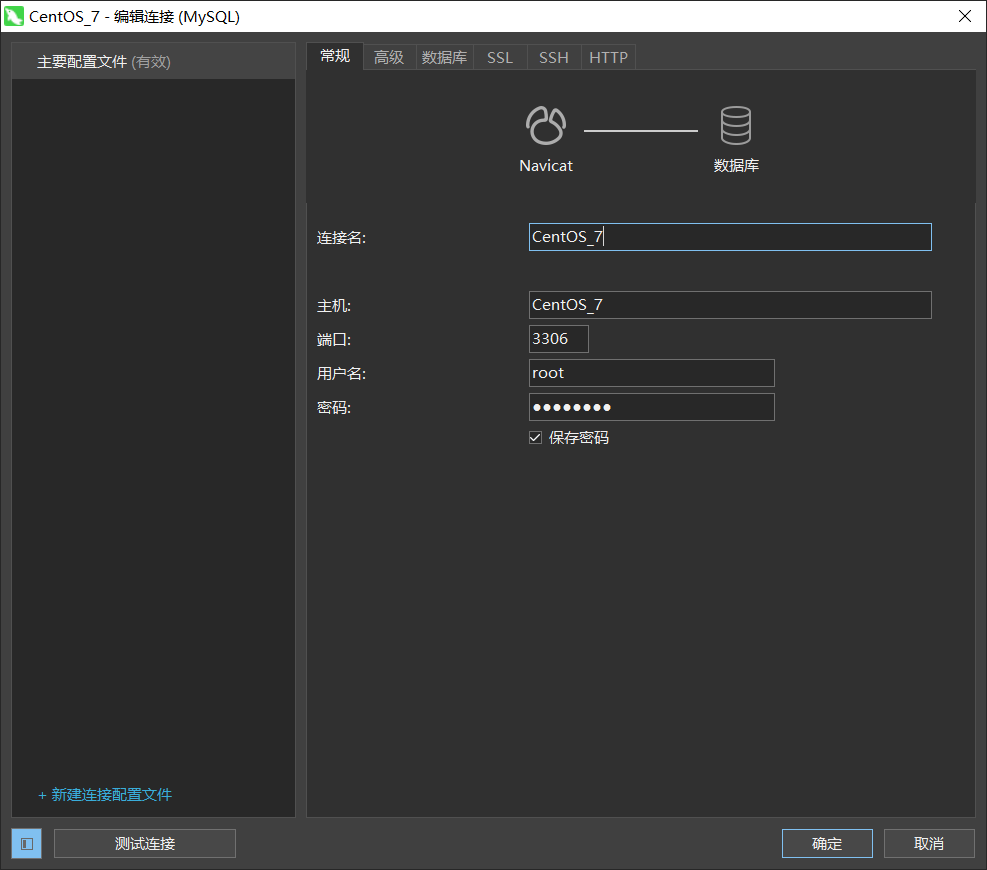 CentOS_7 - 编辑连接 (MySQL)
主要配置文件 (有效)
常规 高级 数据库 SSL SSH HTTP
Navicat 数据库
连接名: CentOS_7
主机: CentOS_7
端口: 3306
用户名: root
密码: ●●●●●●●●
保存密码
+ 新建连接配置文件
测试连接 确定 取消